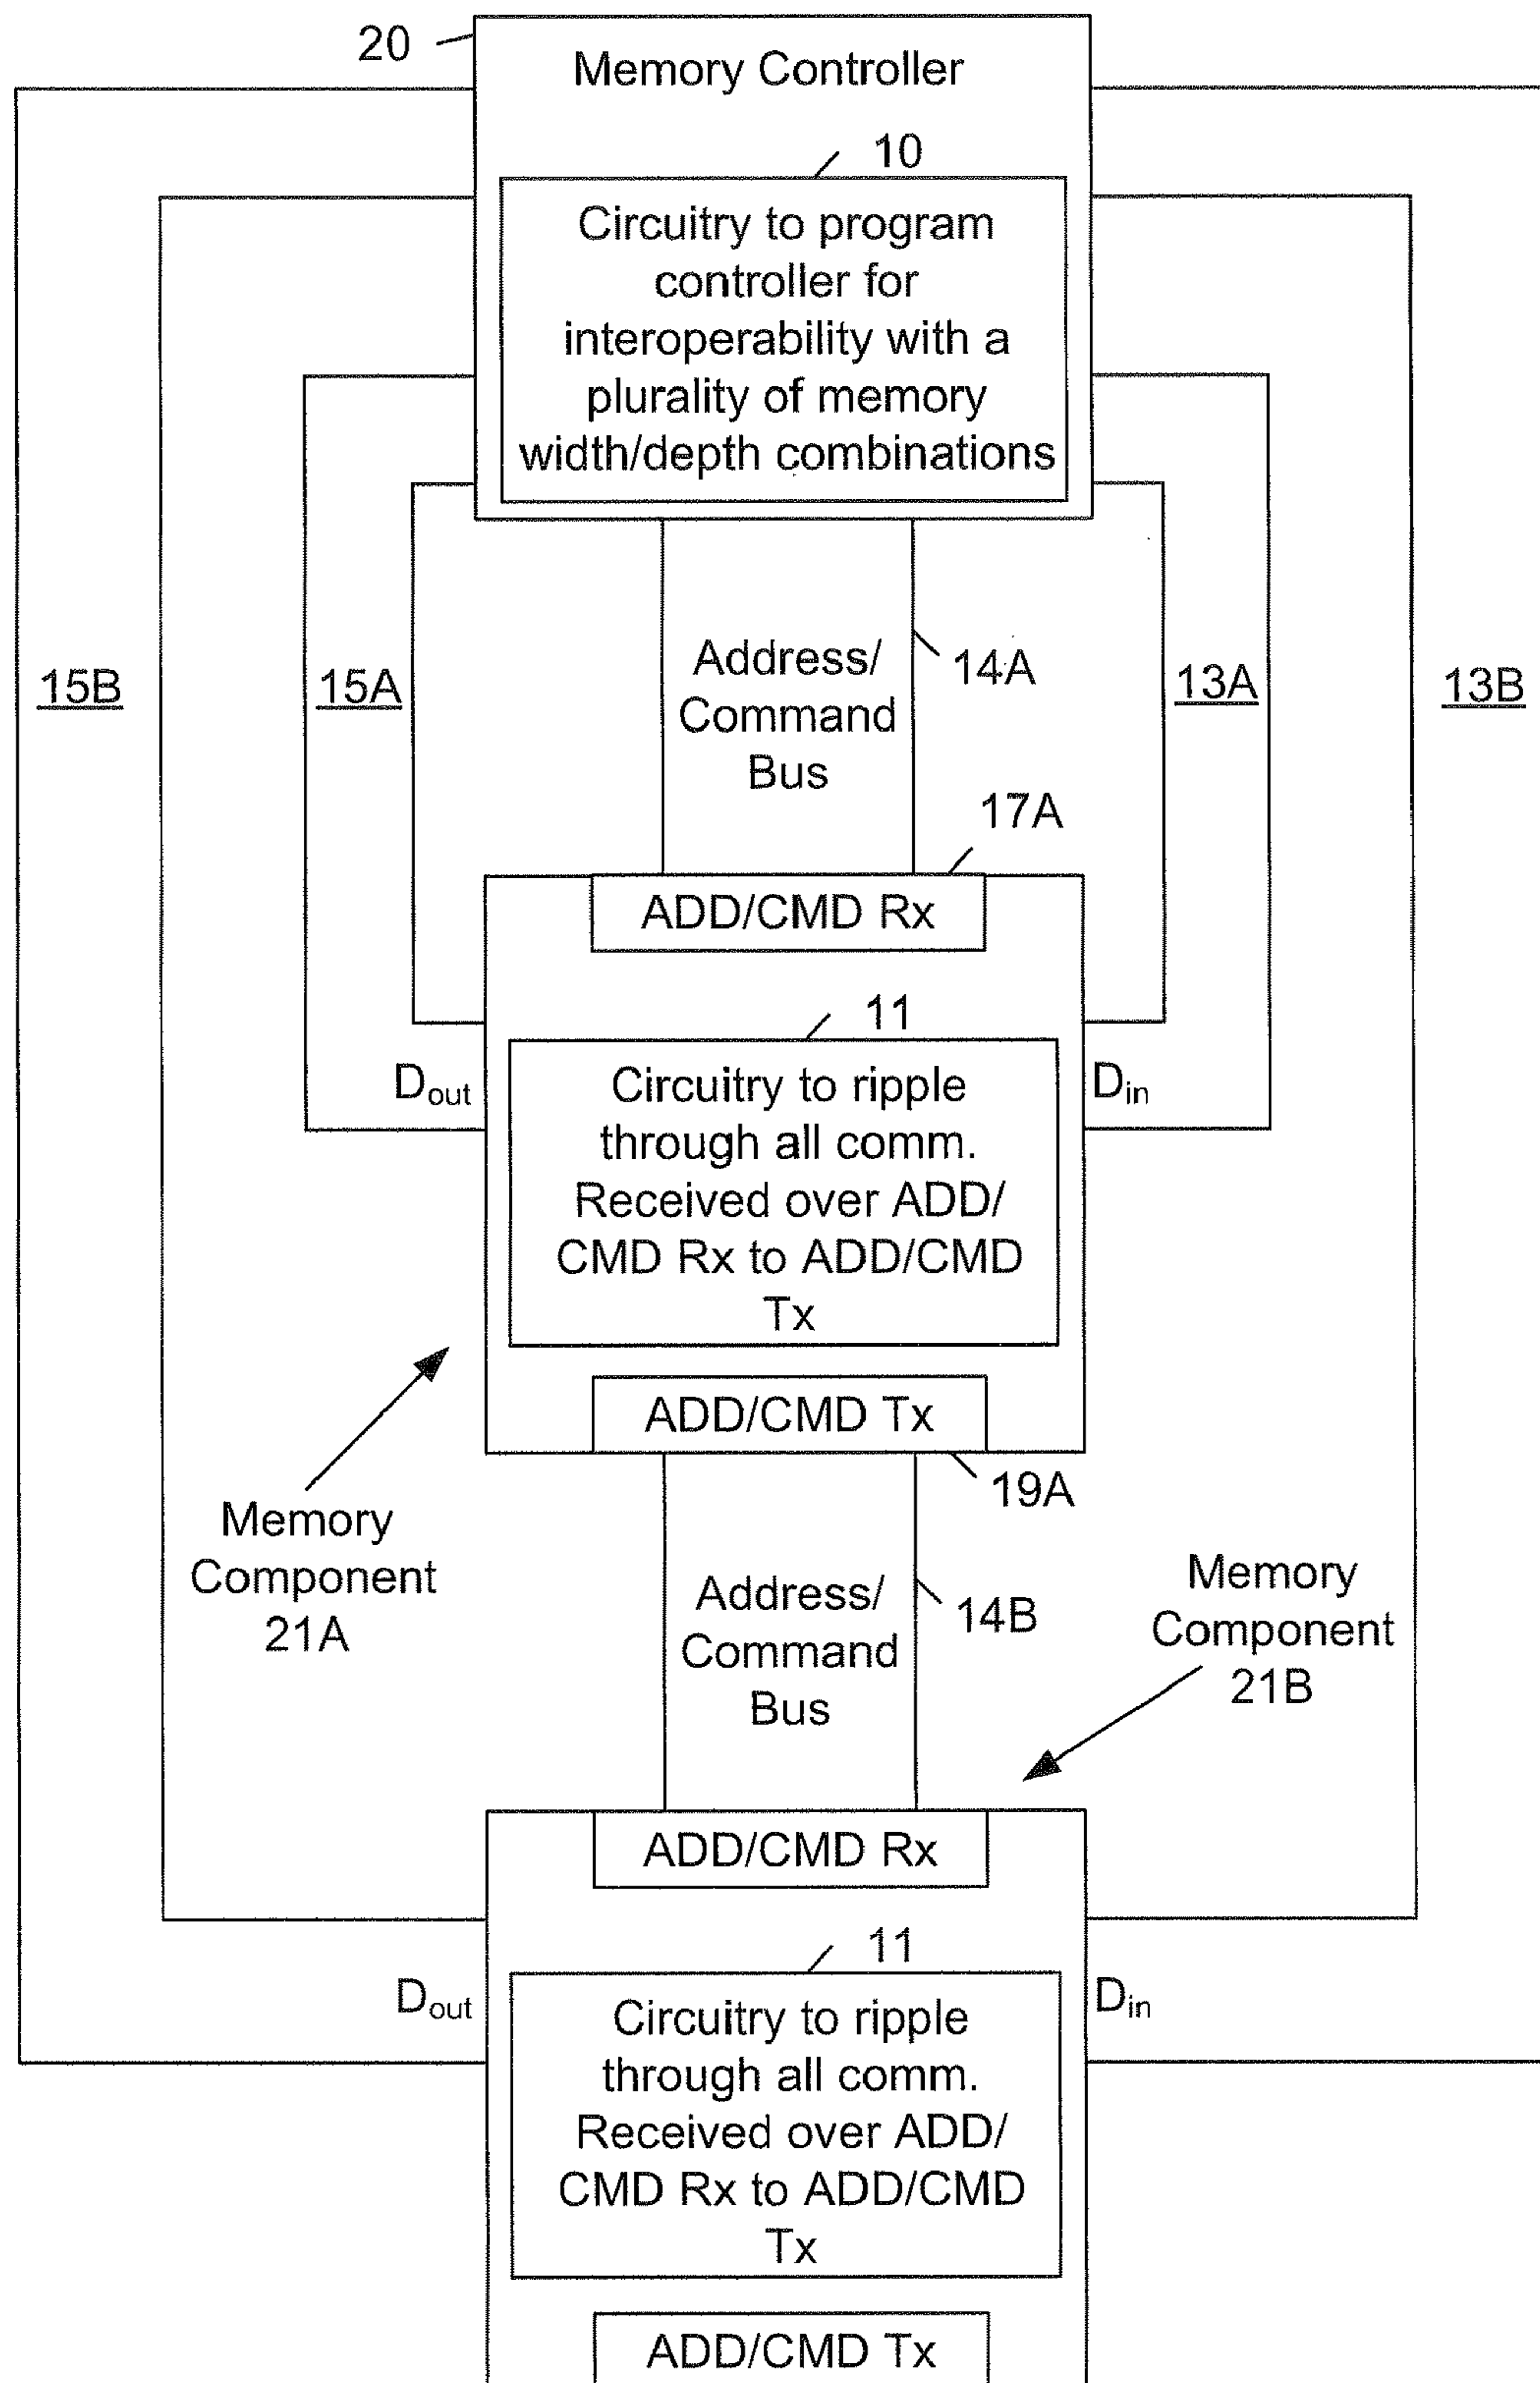 20
Memory Controller
10
Circuitry to program
controller for
interoperability with a
plurality of memory
width/depth combinations
15B
15A
Address/
Command
Bus
14A
13A
13B
17A
ADD/CMD Rx
11
Dout
Circuitry to ripple
through all comm.
Received over ADD/
CMD Rx to ADD/CMD
Tx
Din
ADD/CMD Tx
19A
Memory
Component
21A
Address/
Command
Bus
14B
Memory
Component
21B
ADD/CMD Rx
11
Dout
Circuitry to ripple
through all comm.
Received over ADD/
CMD Rx to ADD/CMD
Tx
Din
ADD/CMD Tx